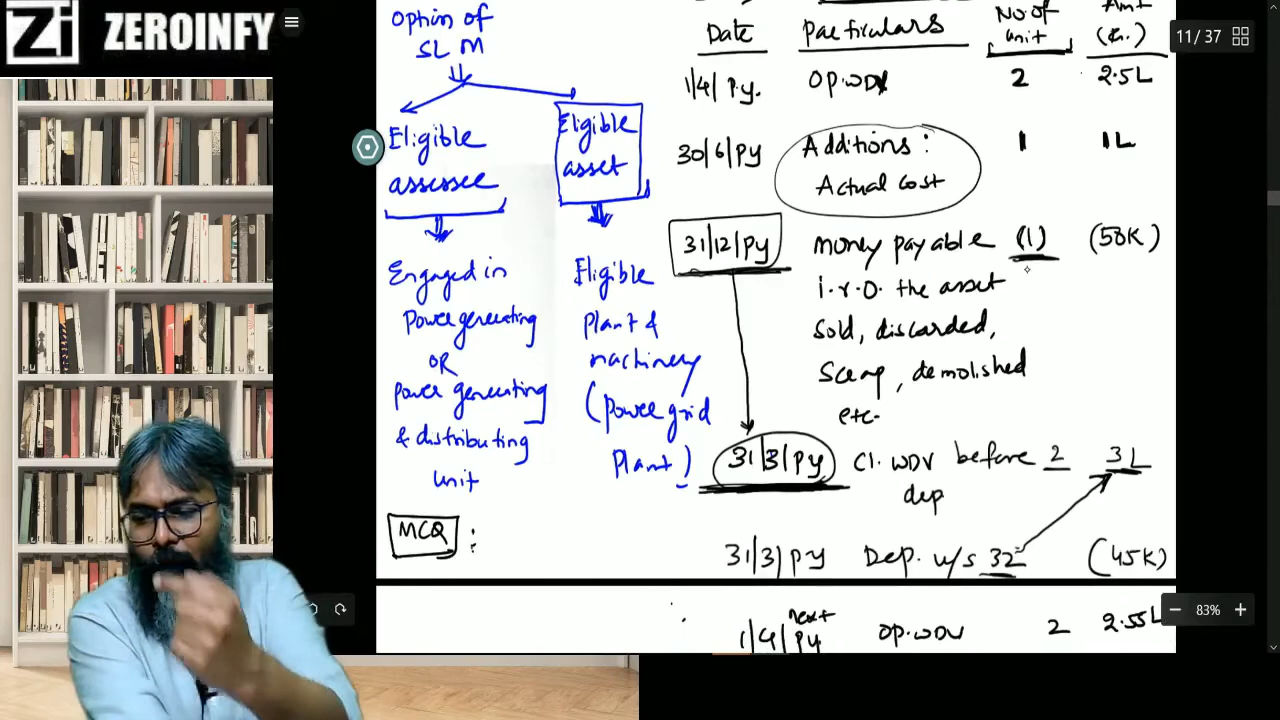 Zi ZEROINFY
11 / 37
Option of
SLM
Eligible
assessee
Eligible
asset
Engaged in
Power generating
OR
Power generating
& distributing
unit
Eligible
Plant &
machinery
(Power grid
Plant)
MCQ :
Date Particulars No of unit Amt (Rs.)
1/4/P.y. OP.WDV 2 2.5L
30/6/Py Additions : 1 1L
Actual Cost
31/12/Py money payable (1) (50K)
i.r.o. the asset
Sold, discarded,
Scrap, demolished
etc.
31/3/Py Cl. WDV before 2 3L
dep
31/3/Py Dep. u/s 32 (45K)
1/4/next Py OP.WDV 2 2.55L
83%